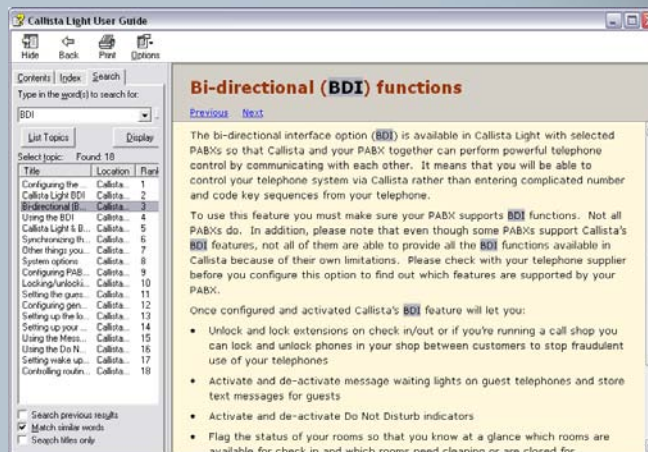 Callista Light User Guide
Hide Back Print Options
Contents Index Search
Type in the word(s) to search for:
BDI
List Topics Display
Select topic: Found: 18
Title Location Rank
Configuring the ... Callista... 1
Callista Light BDI Callista... 2
Bi-directional (B... Callista... 3
Using the BDI Callista... 4
Callista Light & B... Callista... 5
Synchronizing th... Callista... 6
Other things you... Callista... 7
System options Callista... 8
Configuring PAB... Callista... 9
Locking/unlocki... Callista... 10
Setting the gues... Callista... 11
Configuring gen... Callista... 12
Setting up the lo... Callista... 13
Setting up your ... Callista... 14
Using the Mess... Callista... 15
Using the Do N... Callista... 16
Setting wake up... Callista... 17
Controlling routin... Callista... 18
Search previous results
Match similar words
Search titles only
Bi-directional (BDI) functions
Previous Next
The bi-directional interface option (BDI) is available in Callista Light with selected
PABXs so that Callista and your PABX together can perform powerful telephone
control by communicating with each other. It means that you will be able to
control your telephone system via Callista rather than entering complicated number
and code key sequences from your telephone.
To use this feature you must make sure your PABX supports BDI functions. Not all
PABXs do. In addition, please note that even though some PABXs support Callista's
BDI features, not all of them are able to provide all the BDI functions available in
Callista because of their own limitations. Please check with your telephone supplier
before you configure this option to find out which features are supported by your
PABX.
Once configured and activated Callista's BDI feature will let you:
• Unlock and lock extensions on check in/out or if you're running a call shop you
can lock and unlock phones in your shop between customers to stop fraudulent
use of your telephones
• Activate and de-activate message waiting lights on guest telephones and store
text messages for guests
• Activate and de-activate Do Not Disturb indicators
• Flag the status of your rooms so that you know at a glance which rooms are
available for check in and which rooms need cleaning or are closed for